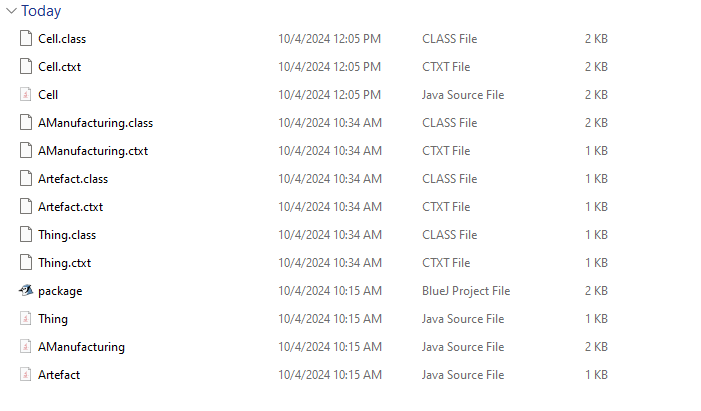 Today
Cell.class 10/4/2024 12:05 PM CLASS File 2 KB
Cell.ctxt 10/4/2024 12:05 PM CTXT File 2 KB
Cell 10/4/2024 12:05 PM Java Source File 2 KB
AManufacturing.class 10/4/2024 10:34 AM CLASS File 2 KB
AManufacturing.ctxt 10/4/2024 10:34 AM CTXT File 1 KB
Artefact.class 10/4/2024 10:34 AM CLASS File 1 KB
Artefact.ctxt 10/4/2024 10:34 AM CTXT File 1 KB
Thing.class 10/4/2024 10:34 AM CLASS File 1 KB
Thing.ctxt 10/4/2024 10:34 AM CTXT File 1 KB
package 10/4/2024 10:15 AM BlueJ Project File 2 KB
Thing 10/4/2024 10:15 AM Java Source File 1 KB
AManufacturing 10/4/2024 10:15 AM Java Source File 2 KB
Artefact 10/4/2024 10:15 AM Java Source File 1 KB